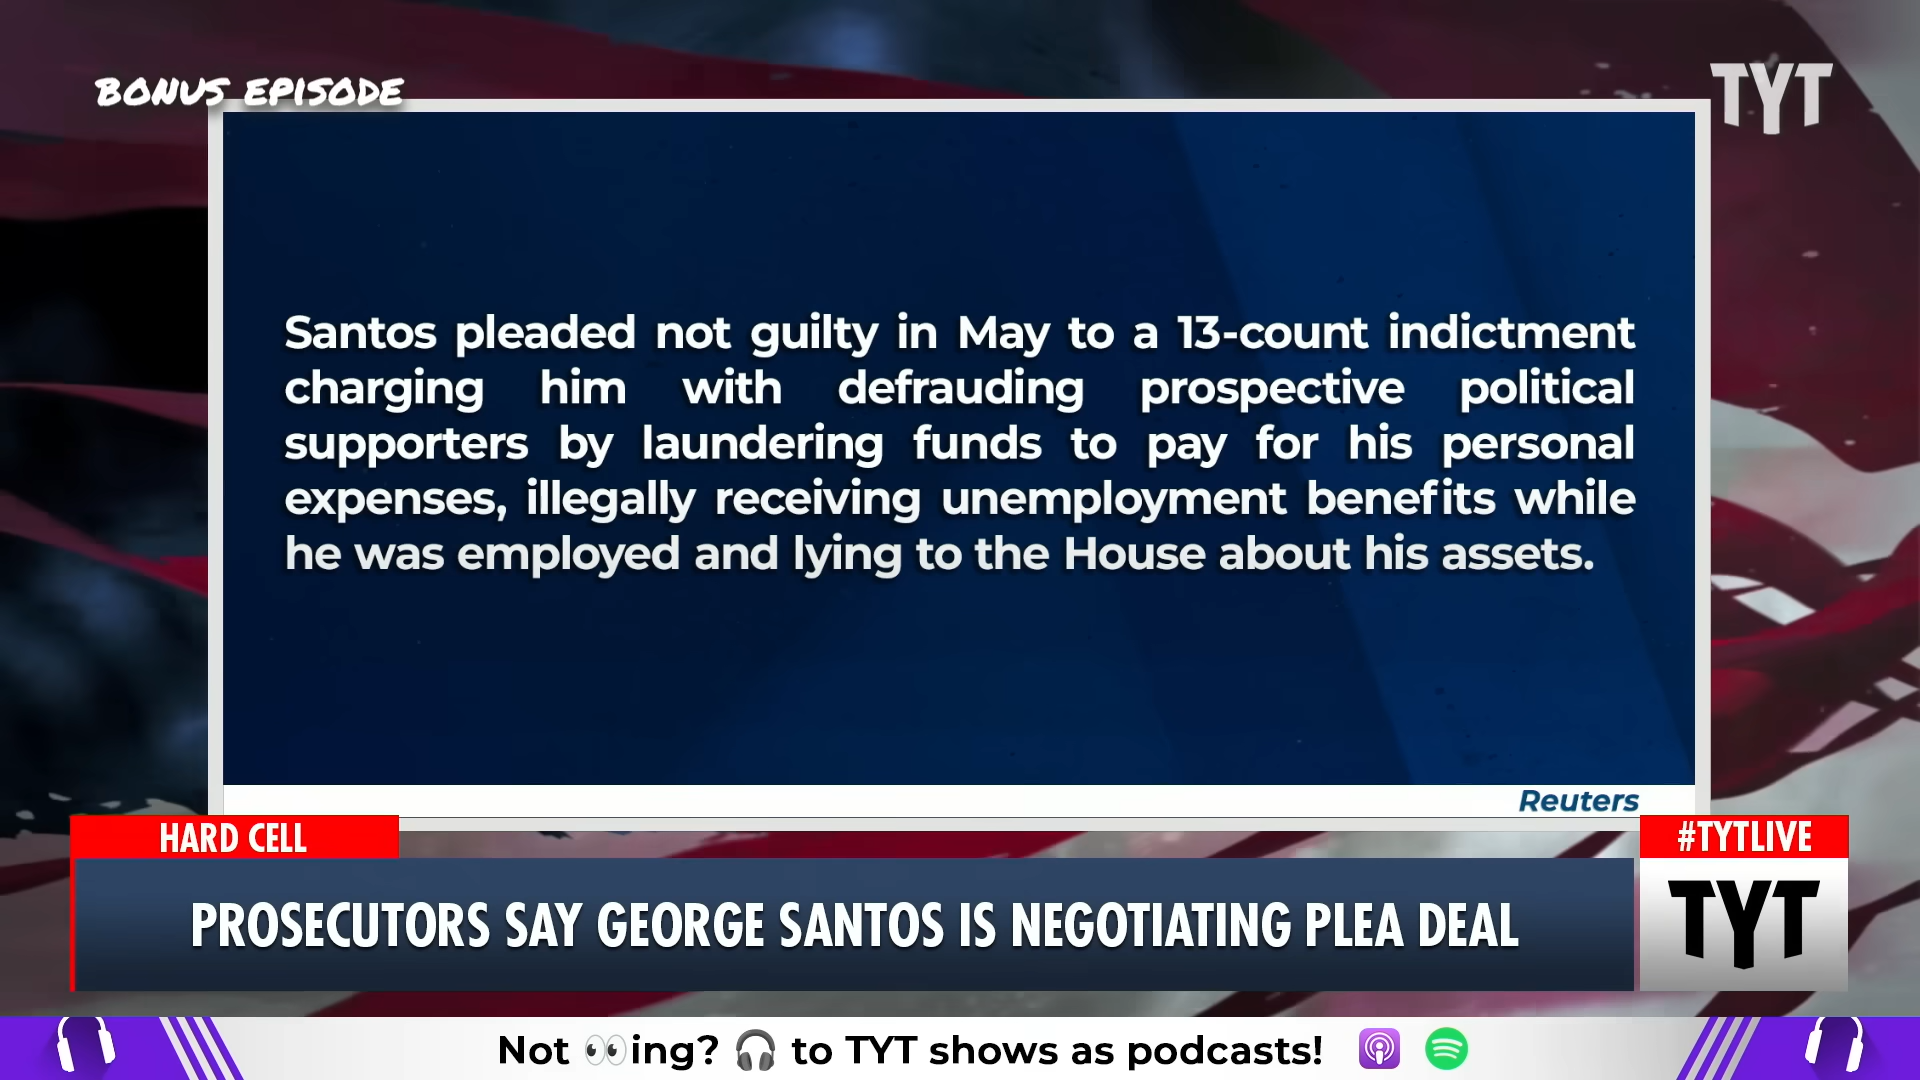 BONUS EPISODE
TYT
Santos pleaded not guilty in May to a 13-count indictment
charging him with defrauding prospective political
supporters by laundering funds to pay for his personal
expenses, illegally receiving unemployment benefits while
he was employed and lying to the House about his assets.
Reuters
HARD CELL
#TYTLIVE
PROSECUTORS SAY GEORGE SANTOS IS NEGOTIATING PLEA DEAL
TYT
Not 👀ing? 🎧 to TYT shows as podcasts!